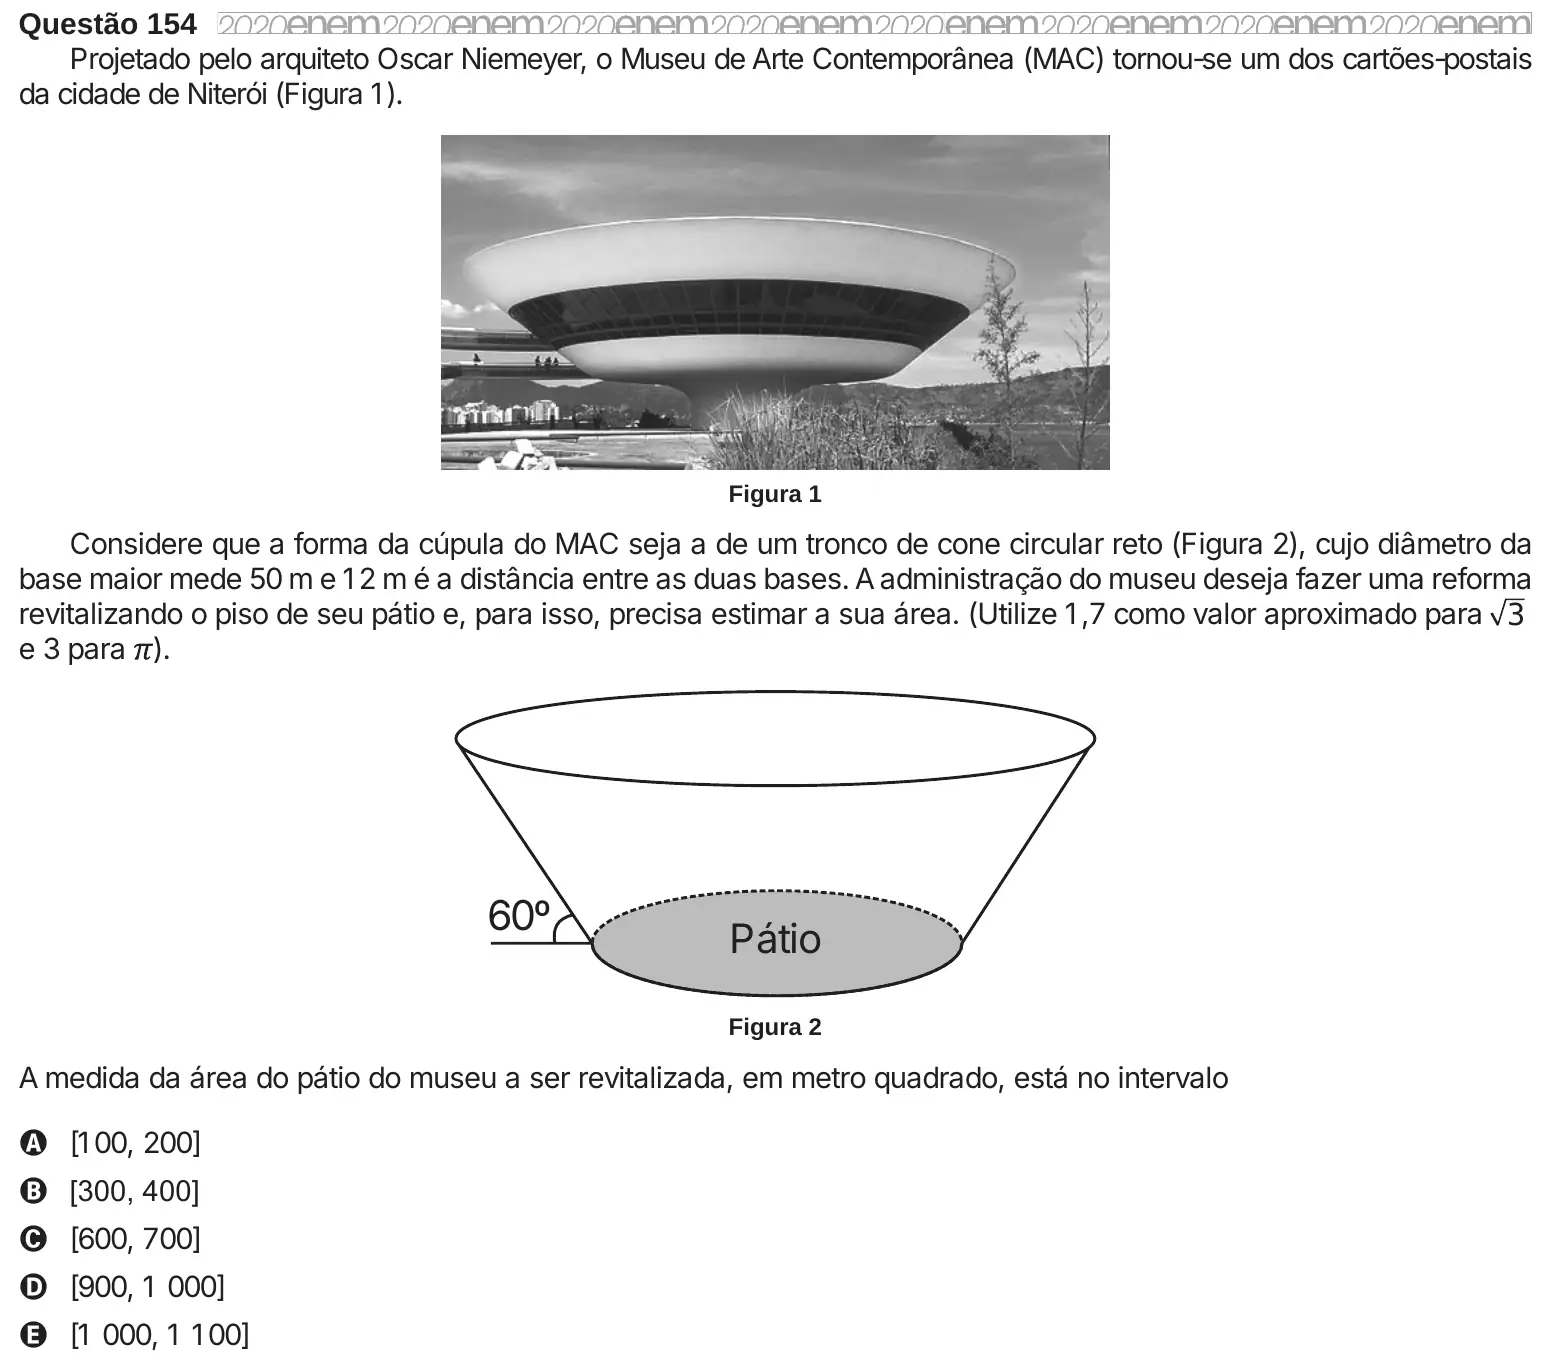 Questão 154 2020enem2020enem2020enem2020enem2020enem2020enem2020enem2020enem
Projetado pelo arquiteto Oscar Niemeyer, o Museu de Arte Contemporânea (MAC) tornou-se um dos cartões-postais
da cidade de Niterói (Figura 1).
Figura 1
Considere que a forma da cúpula do MAC seja a de um tronco de cone circular reto (Figura 2), cujo diâmetro da
base maior mede 50 m e 12 m é a distância entre as duas bases. A administração do museu deseja fazer uma reforma
revitalizando o piso de seu pátio e, para isso, precisa estimar a sua área. (Utilize 1,7 como valor aproximado para √3
e 3 para π).
60º
Pátio
Figura 2
A medida da área do pátio do museu a ser revitalizada, em metro quadrado, está no intervalo
A [100, 200]
B [300, 400]
C [600, 700]
D [900, 1 000]
E [1 000, 1 100]